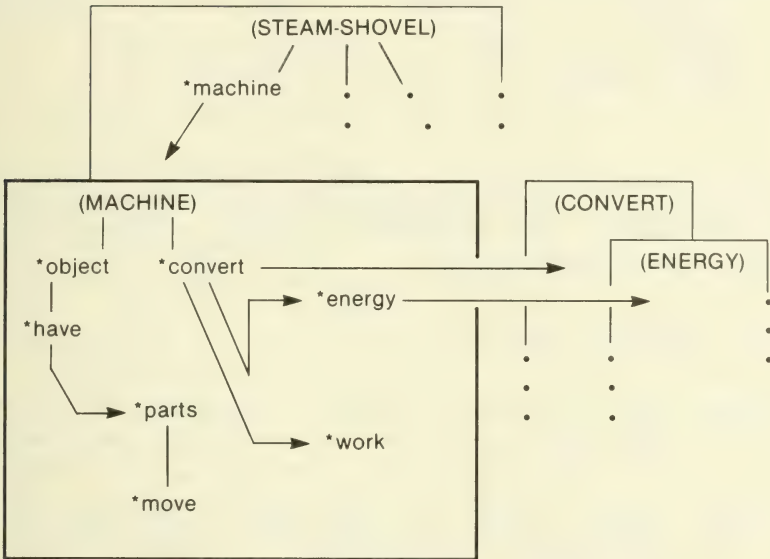 (STEAM-SHOVEL)
*machine
(MACHINE)
(CONVERT)
*object
*convert
(ENERGY)
*energy
*have
*parts
*work
*move